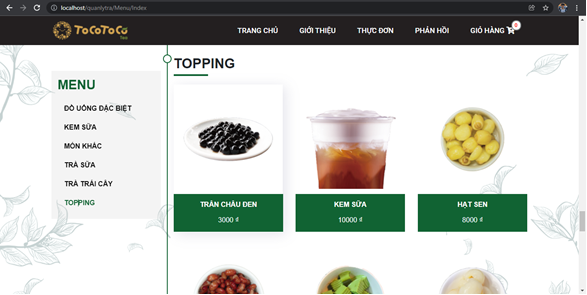 localhost/quanlytra/Menu/Index
ToCoToCo
Tea
TRANG CHỦ
GIỚI THIỆU
THỰC ĐƠN
PHẢN HỒI
GIỎ HÀNG
0
MENU
ĐỒ UỐNG ĐẶC BIỆT
KEM SỮA
MÓN KHÁC
TRÀ SỮA
TRÀ TRÁI CÂY
TOPPING
TOPPING
TRÂN CHÂU ĐEN
3000 ₫
KEM SỮA
10000 ₫
HẠT SEN
8000 ₫